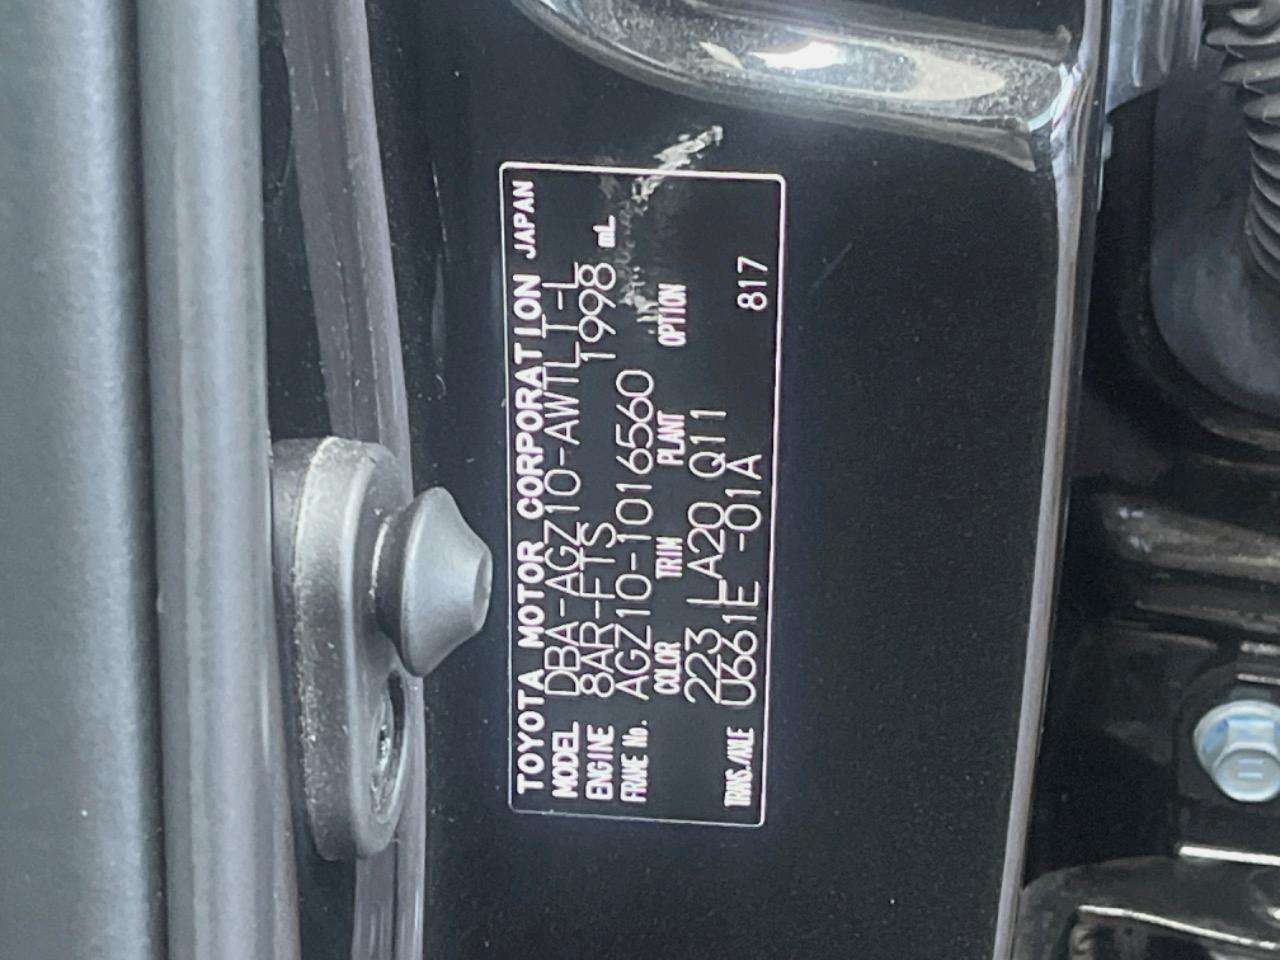 TOYOTA MOTOR CORPORATION JAPAN
MODEL DBA-AGZ10-AWTLT-L
ENGINE 8AR-FTS 1998 mL
FRAME No. AGZ10-1016560
COLOR TRIM PLANT OPTION
223 LA20 Q11
TRANS./AXLE U661E -01A 817